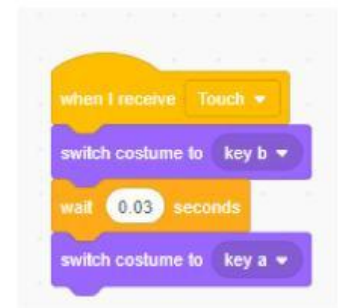 when I receive Touch
switch costume to key b
wait 0.03 seconds
switch costume to key a